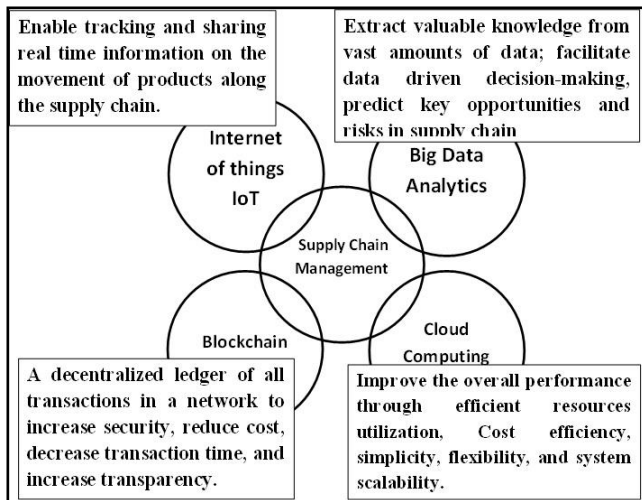 Enable tracking and sharing
real time information on the
movement of products along
the supply chain.
Extract valuable knowledge from
vast amounts of data; facilitate
data driven decision-making,
predict key opportunities and
risks in supply chain
Internet
of things
IoT
Big Data
Analytics
Supply Chain
Management
Blockchain
Cloud
Computing
A decentralized ledger of all
transactions in a network to
increase security, reduce cost,
decrease transaction time, and
increase transparency.
Improve the overall performance
through efficient resources
utilization, Cost efficiency,
simplicity, flexibility, and system
scalability.